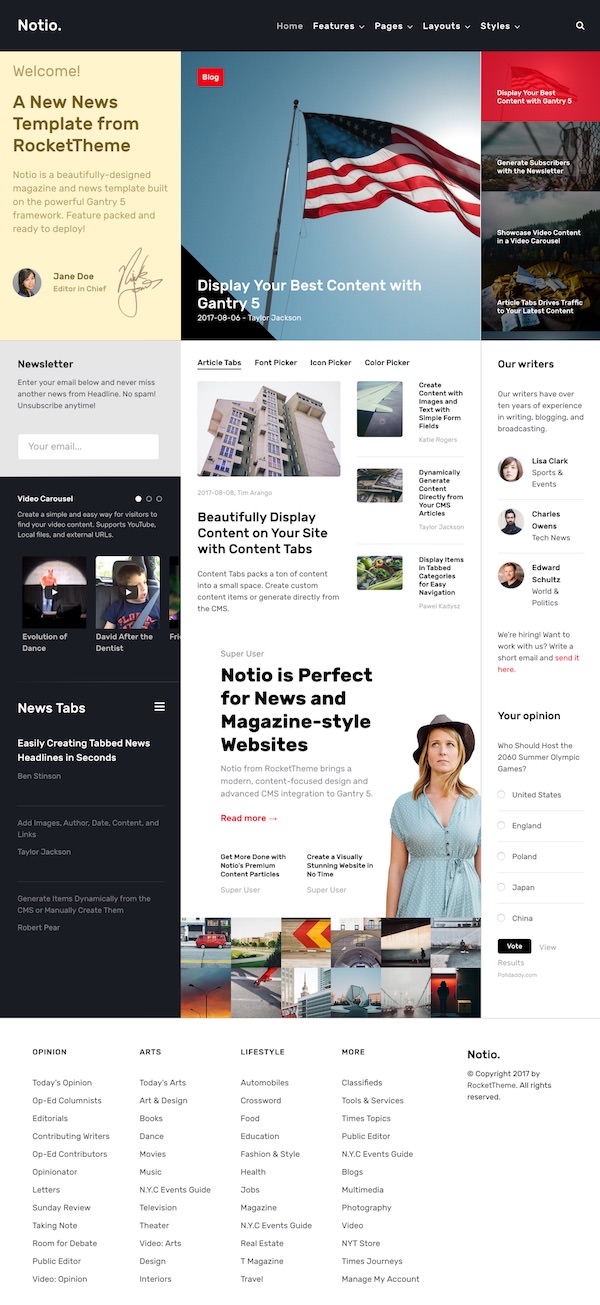 Notio.
Home Features Pages Layouts Styles
Welcome!
A New News
Template from
RocketTheme
Notio is a beautifully-designed
magazine and news template built
on the powerful Gantry 5
framework. Feature packed and
ready to deploy!
Jane Doe
Editor in Chief
Blog
Display Your Best Content with
Gantry 5
2017-08-06 - Taylor Jackson
Display Your Best
Content with Gantry 5
Generate Subscribers
with the Newsletter
Showcase Video Content
in a Video Carousel
Article Tabs Drives Traffic
to Your Latest Content
Newsletter
Enter your email below and never miss
another news from Headline. No spam!
Unsubscribe anytime!
Your email...
Video Carousel
Create a simple and easy way for visitors to
find your video content. Supports YouTube,
Local files, and external URLs.
Evolution of
Dance
David After the
Dentist
Fri
News Tabs
Easily Creating Tabbed News
Headlines in Seconds
Ben Stinson
Add Images, Author, Date, Content, and
Links
Taylor Jackson
Generate Items Dynamically from the
CMS or Manually Create Them
Robert Pear
Article Tabs Font Picker Icon Picker Color Picker
2017-08-08, Tim Arango
Beautifully Display
Content on Your Site
with Content Tabs
Content Tabs packs a ton of content
into a small space. Create custom
content items or generate directly from
the CMS.
Create
Content with
Images and
Text with
Simple Form
Fields
Katie Rogers
Dynamically
Generate
Content
Directly from
Your CMS
Articles
Taylor Jackson
Display Items
in Tabbed
Categories
for Easy
Navigation
Pawel Kadysz
Super User
Notio is Perfect
for News and
Magazine-style
Websites
Notio from RocketTheme brings a
modern, content-focused design and
advanced CMS integration to Gantry 5.
Read more →
Get More Done with
Notio's Premium
Content Particles
Super User
Create a Visually
Stunning Website in
No Time
Super User
Our writers
Our writers have over
ten years of experience
in writing, blogging, and
broadcasting.
Lisa Clark
Sports &
Events
Charles
Owens
Tech News
Edward
Schultz
World &
Politics
We're hiring! Want to
work with us? Write a
short email and send it
here.
Your opinion
Who Should Host the
2060 Summer Olympic
Games?
United States
England
Poland
Japan
China
Vote View
Results
Polldaddy.com
OPINION
Today's Opinion
Op-Ed Columnists
Editorials
Contributing Writers
Op-Ed Contributors
Opinionator
Letters
Sunday Review
Taking Note
Room for Debate
Public Editor
Video: Opinion
ARTS
Today's Arts
Art & Design
Books
Dance
Movies
Music
N.Y.C Events Guide
Television
Theater
Video: Arts
Design
Interiors
LIFESTYLE
Automobiles
Crossword
Food
Education
Fashion & Style
Health
Jobs
Magazine
N.Y.C Events Guide
Real Estate
T Magazine
Travel
MORE
Classifieds
Tools & Services
Times Topics
Public Editor
N.Y.C Events Guide
Blogs
Multimedia
Photography
Video
NYT Store
Times Journeys
Manage My Account
Notio.
© Copyright 2017 by
RocketTheme. All rights
reserved.